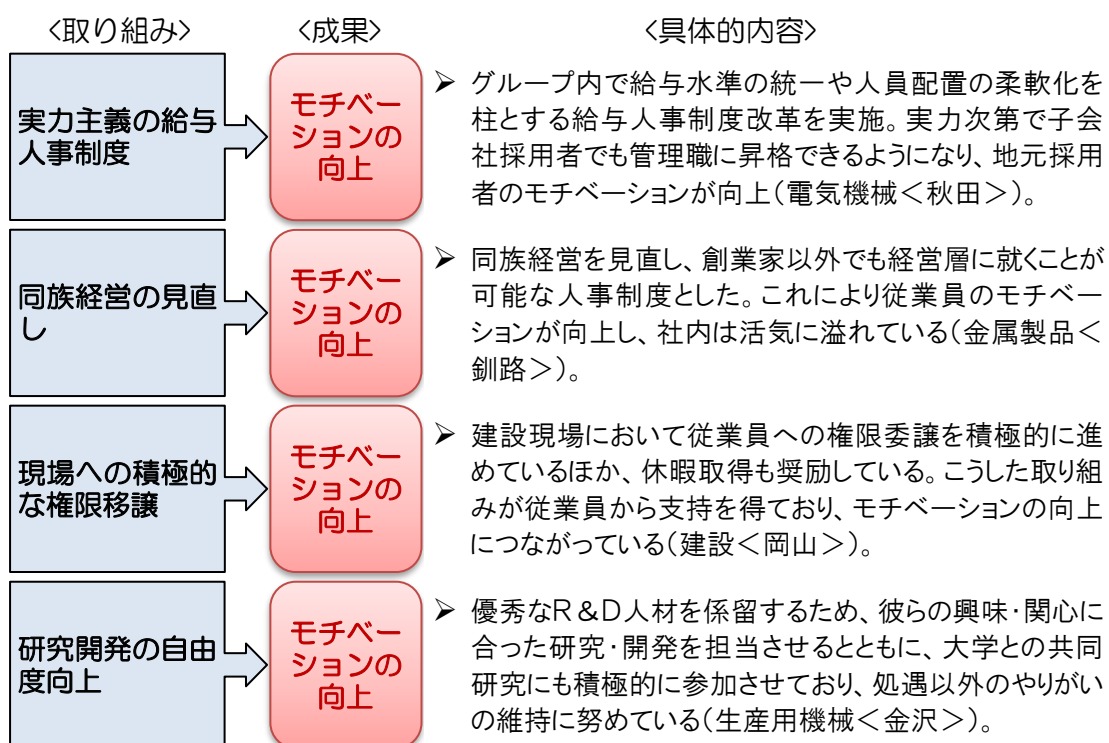 <取り組み>
<成果>
<具体的内容>
実力主義の給与
人事制度
モチベー
ションの
向上
➢ グループ内で給与水準の統一や人員配置の柔軟化を
柱とする給与人事制度改革を実施。実力次第で子会
社採用者でも管理職に昇格できるようになり、地元採用
者のモチベーションが向上(電気機械<秋田>)。
同族経営の見直
し
モチベー
ションの
向上
➢ 同族経営を見直し、創業家以外でも経営層に就くことが
可能な人事制度とした。これにより従業員のモチベー
ションが向上し、社内は活気に溢れている(金属製品<
釧路>)。
現場への積極的
な権限移譲
モチベー
ションの
向上
➢ 建設現場において従業員への権限委譲を積極的に進
めているほか、休暇取得も奨励している。こうした取り組
みが従業員から支持を得ており、モチベーションの向上
につながっている(建設<岡山>)。
研究開発の自由
度向上
モチベー
ションの
向上
➢ 優秀なR&D人材を係留するため、彼らの興味・関心に
合った研究・開発を担当させるとともに、大学との共同
研究にも積極的に参加させており、処遇以外のやりがい
の維持に努めている(生産用機械<金沢>)。